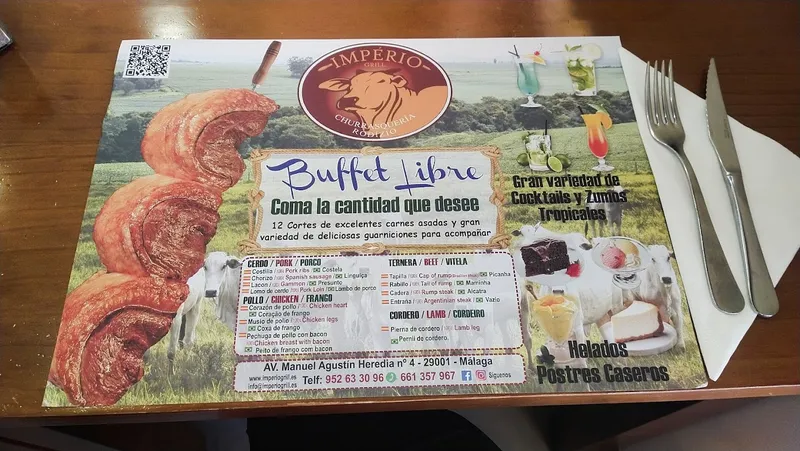 IMPÉRIO
GRILL
CHURRASQUERÍA
RODIZIO
Buffet Libre
Coma la cantidad que desee
12 Cortes de excelentes carnes asadas y gran
variedad de deliciosas guarniciones para acompañar
CERDO / PORK / PORCO
Costilla / Pork ribs / Costela
Chorizo / Spanish sausage / Linguiça
Lacon / Gammon / Presunto
Lomo de cerdo / Pork Loin / Lombo de porco
POLLO / CHICKEN / FRANGO
Corazón de pollo / Chicken heart
Coração de frango
Muslo de pollo / Chicken legs
Coxa de frango
Pechuga de pollo con bacon
Chicken breast with bacon
Peito de frango com bacon
TERNERA / BEEF / VITELA
Tapilla / Cap of rump / Picanha
Rabillo / Tail of rump / Maminha
Cadera / Rump steak / Alcatra
Entraña / Argentinian steak / Vazio
CORDERO / LAMB / CORDEIRO
Pierna de cordero / Lamb leg
Pernil de cordeiro.
AV. Manuel Agustín Heredia nº 4 - 29001 - Málaga
www.imperiogril.es
info@imperiogril.es
Telf: 952 63 30 96 661 357 967
Síguenos
Gran variedad de
Cocktails y Zumos
Tropicales
Helados
Postres Caseros